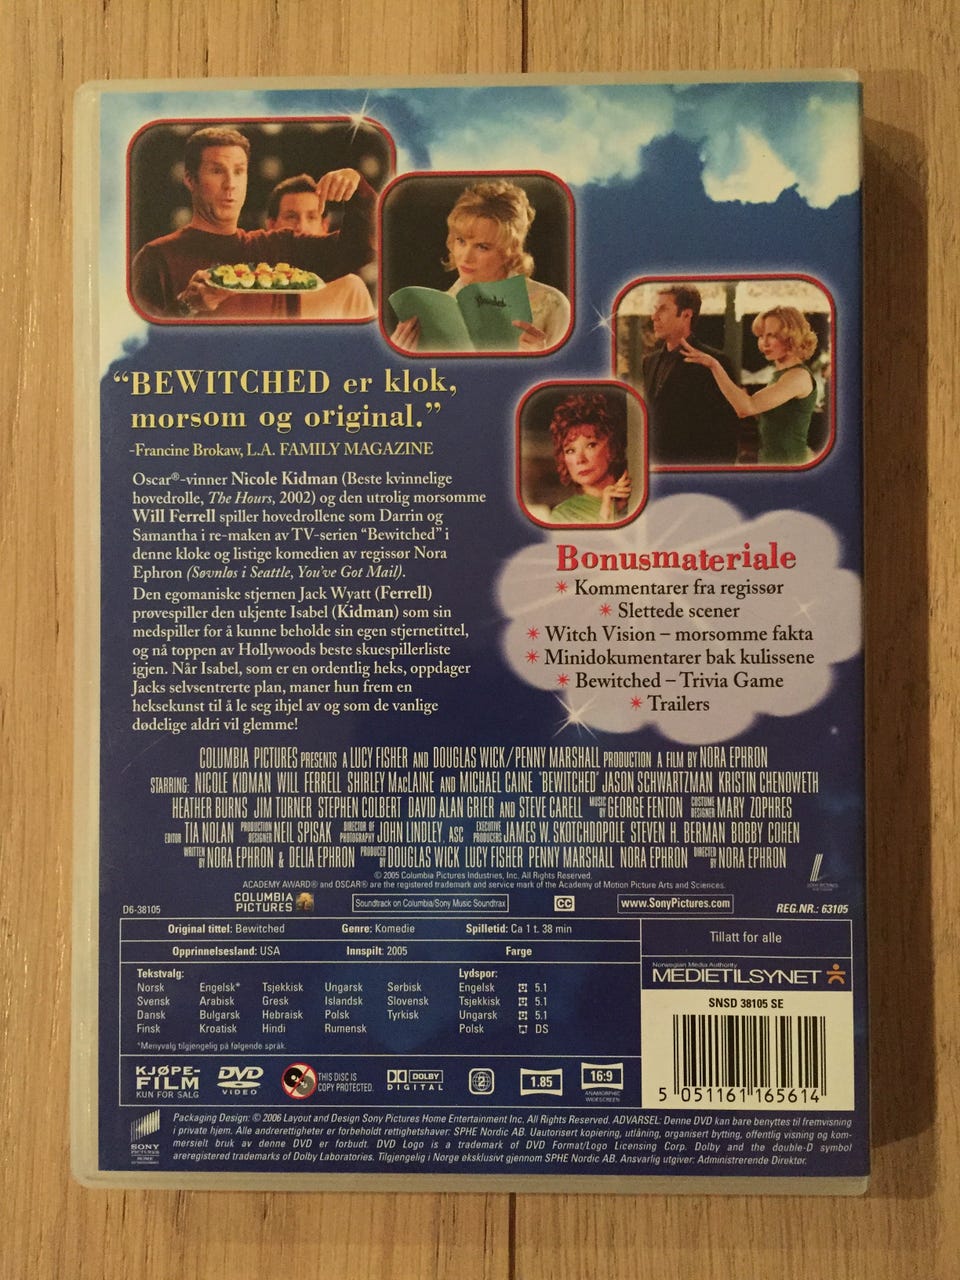 Bewitched
“BEWITCHED er klok,
morsom og original.”
-Francine Brokaw, L.A. FAMILY MAGAZINE
Oscar®-vinner Nicole Kidman (Beste kvinnelige
hovedrolle, The Hours, 2002) og den utrolig morsomme
Will Ferrell spiller hovedrollene som Darrin og
Samantha i re-maken av TV-serien “Bewitched” i
denne kloke og listige komedien av regissør Nora
Ephron (Søvnløs i Seattle, You’ve Got Mail).
Den egomaniske stjernen Jack Wyatt (Ferrell)
prøvespiller den ukjente Isabel (Kidman) som sin
medspiller for å kunne beholde sin egen stjernetittel,
og nå toppen av Hollywoods beste skuespillerliste
igjen. Når Isabel, som er en ordentlig heks, oppdager
Jacks selvsentrerte plan, maner hun frem en
heksekunst til å le seg ihjel av og som de vanlige
dødelige aldri vil glemme!
Bonusmateriale
* Kommentarer fra regissør
* Slettede scener
* Witch Vision – morsomme fakta
* Minidokumentarer bak kulissene
* Bewitched – Trivia Game
* Trailers
COLUMBIA PICTURES PRESENTS A LUCY FISHER AND DOUGLAS WICK/PENNY MARSHALL PRODUCTION A FILM BY NORA EPHRON
STARRING: NICOLE KIDMAN WILL FERRELL SHIRLEY MacLAINE AND MICHAEL CAINE "BEWITCHED" JASON SCHWARTZMAN KRISTIN CHENOWETH
HEATHER BURNS JIM TURNER STEPHEN COLBERT DAVID ALAN GRIER AND STEVE CARELL MUSIC BY GEORGE FENTON COSTUME DESIGNER MARY ZOPHRES
EDITOR TIA NOLAN PRODUCTION DESIGNER NEIL SPISAK DIRECTOR OF PHOTOGRAPHY JOHN LINDLEY, ASC EXECUTIVE PRODUCERS JAMES W. SKOTCHDOPOLE STEVEN H. BERMAN BOBBY COHEN
WRITTEN BY NORA EPHRON & DELIA EPHRON PRODUCED BY DOUGLAS WICK LUCY FISHER PENNY MARSHALL NORA EPHRON DIRECTED BY NORA EPHRON
© 2005 Columbia Pictures Industries, Inc. All Rights Reserved.
ACADEMY AWARD® and OSCAR® are the registered trademark and service mark of the Academy of Motion Picture Arts and Sciences.
D6-38105
COLUMBIA
PICTURES
Soundtrack on Columbia/Sony Music Soundtrax
CC
www.SonyPictures.com
REG.NR.: 63105
Original tittel: Bewitched Genre: Komedie Spilletid: Ca 1 t. 38 min
Opprinnelsesland: USA Innspilt: 2005 Farge
Tillatt for alle
Norwegian Media Authority
MEDIETILSYNET
Tekstvalg: Lydspor:
Norsk Engelsk* Tsjekkisk Ungarsk Serbisk Engelsk 5.1
Svensk Arabisk Gresk Islandsk Slovensk Tsjekkisk 5.1
Dansk Bulgarsk Hebraisk Polsk Tyrkisk Ungarsk 5.1
Finsk Kroatisk Hindi Rumensk Polsk DS
*Menyvalg tilgjengelig på følgende språk.
SNSD 38105 SE
5 051161 165614
KJØPE-
FILM
KUN FOR SALG
DVD
VIDEO
THIS DISC IS
COPY PROTECTED.
DOLBY
DIGITAL
2
1.85
16:9
ANAMORPHIC
WIDESCREEN
SONY
PICTURES
HOME
ENTERTAINMENT
Packaging Design: © 2006 Layout and Design Sony Pictures Home Entertainment Inc. All Rights Reserved. ADVARSEL: Denne DVD kan bare benyttes til fremvisning
i private hjem. Alle andrerettigheter er forbeholdt rettighetshaver: SPHE Nordic AB. Uautorisert kopiering, utlåning, organisert bytting, offentlig visning og kom-
mersielt bruk av denne DVD er forbudt. DVD Logo is a trademark of DVD Format/Logo Licensing Corp. Dolby and the double-D symbol
areregistered trademarks of Dolby Laboratories. Tilgjengelig i Norge eksklusivt gjennom SPHE Nordic AB. Ansvarlig utgiver: Administrerende Direktør.